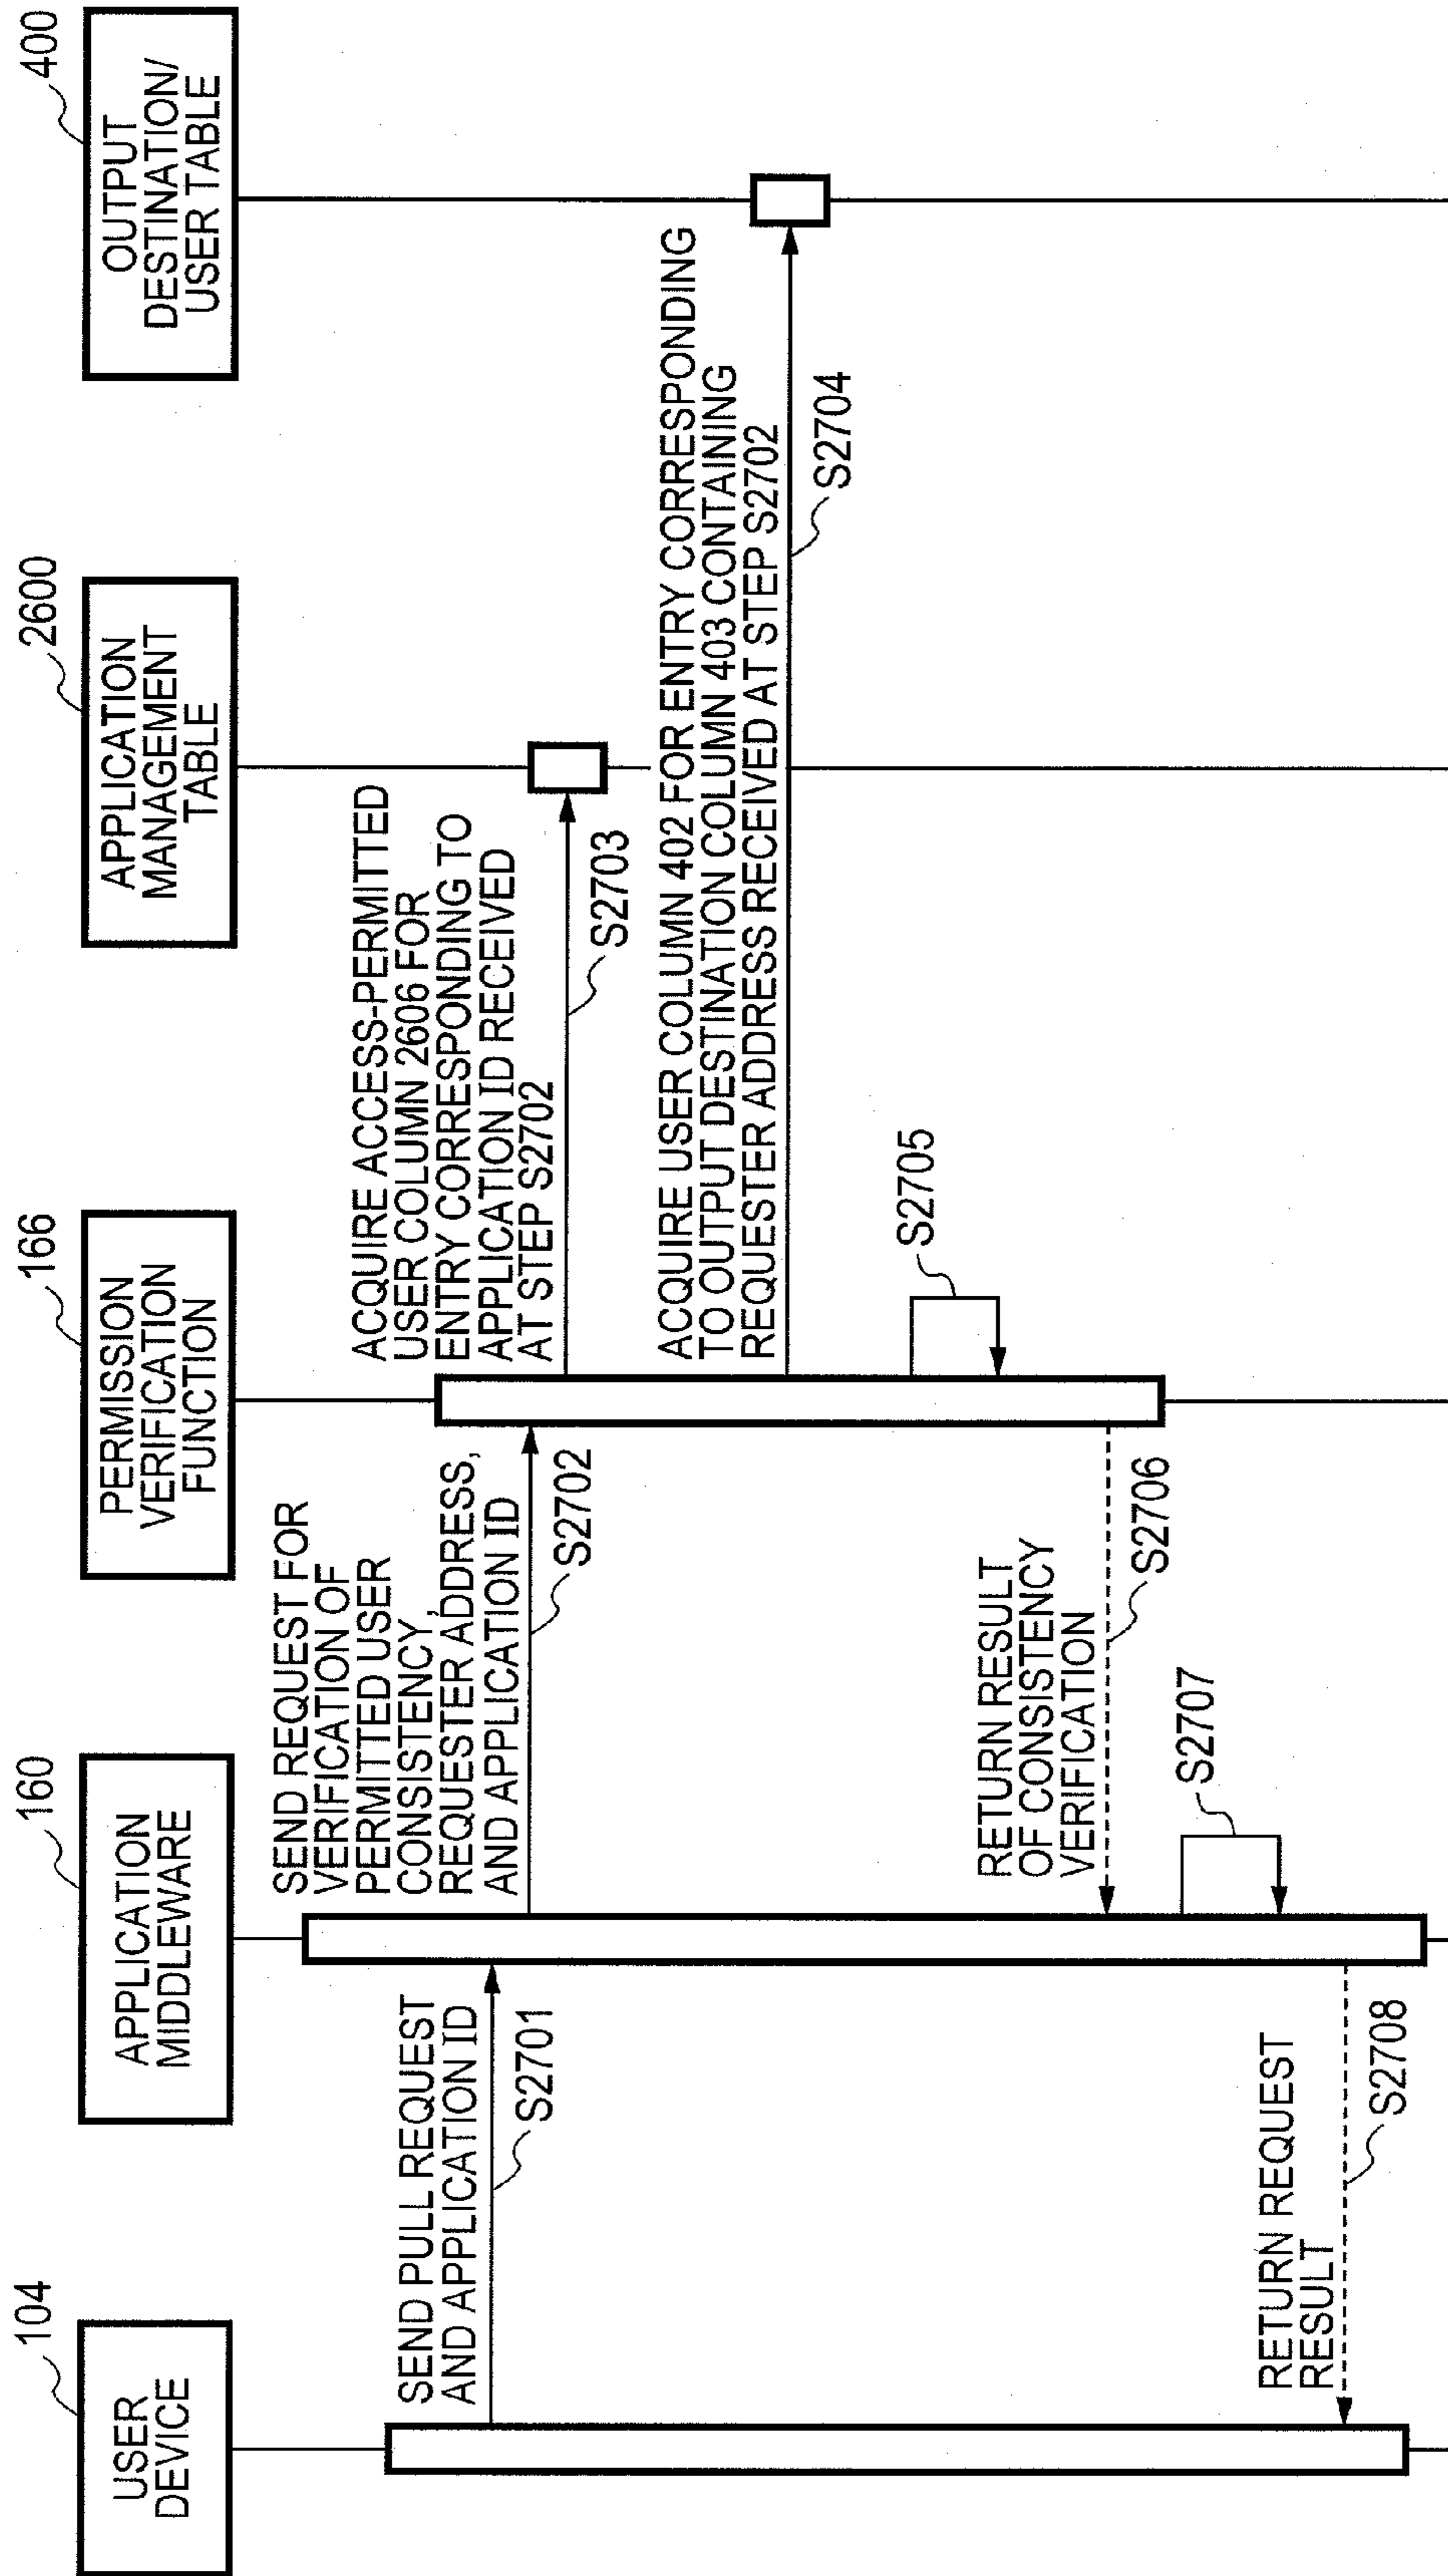 104
USER
DEVICE
160
APPLICATION
MIDDLEWARE
166
PERMISSION
VERIFICATION
FUNCTION
2600
APPLICATION
MANAGEMENT
TABLE
400
OUTPUT
DESTINATION/
USER TABLE
SEND PULL REQUEST
AND APPLICATION ID
S2701
SEND REQUEST FOR
VERIFICATION OF
PERMITTED USER
CONSISTENCY,
REQUESTER ADDRESS,
AND APPLICATION ID
S2702
ACQUIRE ACCESS-PERMITTED
USER COLUMN 2606 FOR
ENTRY CORRESPONDING TO
APPLICATION ID RECEIVED
AT STEP S2702
S2703
ACQUIRE USER COLUMN 402 FOR ENTRY CORRESPONDING
TO OUTPUT DESTINATION COLUMN 403 CONTAINING
REQUESTER ADDRESS RECEIVED AT STEP S2702
S2704
S2705
RETURN RESULT
OF CONSISTENCY
VERIFICATION
S2706
S2707
RETURN REQUEST
RESULT
S2708